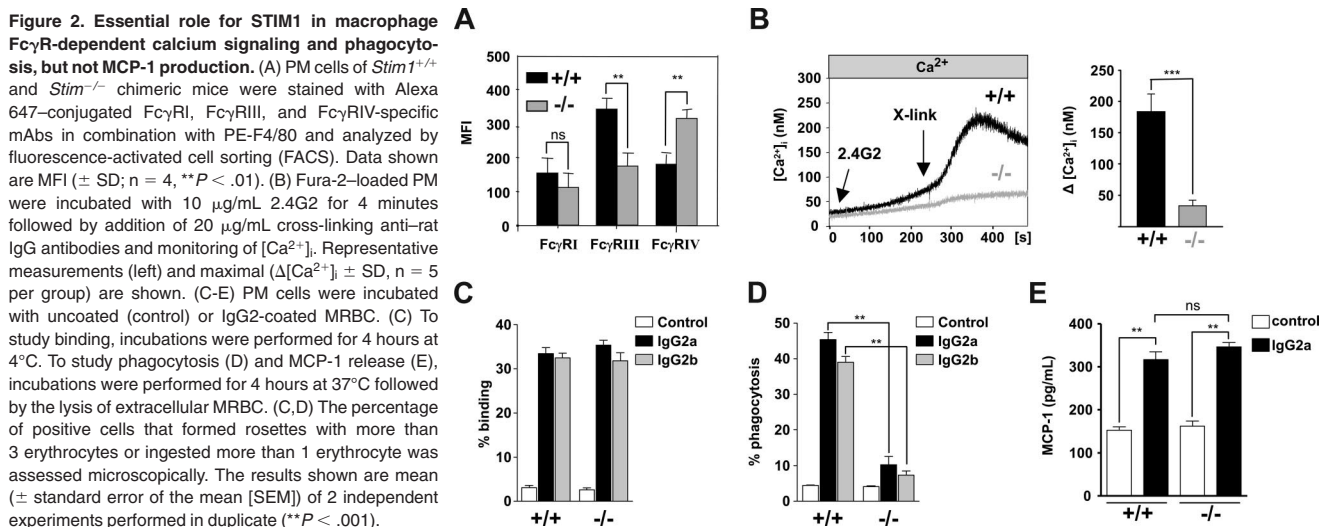 Figure 2. Essential role for STIM1 in macrophage
FcγR-dependent calcium signaling and phagocyto-
sis, but not MCP-1 production. (A) PM cells of Stim1+/+
and Stim−/− chimeric mice were stained with Alexa
647–conjugated FcγRI, FcγRIII, and FcγRIV-specific
mAbs in combination with PE-F4/80 and analyzed by
fluorescence-activated cell sorting (FACS). Data shown
are MFI (± SD; n = 4, **P < .01). (B) Fura-2–loaded PM
were incubated with 10 μg/mL 2.4G2 for 4 minutes
followed by addition of 20 μg/mL cross-linking anti–rat
IgG antibodies and monitoring of [Ca2+]i. Representative
measurements (left) and maximal (Δ[Ca2+]i ± SD, n = 5
per group) are shown. (C-E) PM cells were incubated
with uncoated (control) or IgG2-coated MRBC. (C) To
study binding, incubations were performed for 4 hours at
4°C. To study phagocytosis (D) and MCP-1 release (E),
incubations were performed for 4 hours at 37°C followed
by the lysis of extracellular MRBC. (C,D) The percentage
of positive cells that formed rosettes with more than
3 erythrocytes or ingested more than 1 erythrocyte was
assessed microscopically. The results shown are mean
(± standard error of the mean [SEM]) of 2 independent
experiments performed in duplicate (**P < .001).
A
MFI
500
400
300
200
100
0
+/+
-/-
ns
**
**
FcγRI FcγRIII FcγRIV
B
Ca2+
[Ca2+]i (nM)
300
250
200
150
100
50
0
2.4G2
X-link
+/+
-/-
0 100 200 300 400 [s]
Δ [Ca2+]i (nM)
250
200
150
100
50
***
+/+ -/-
C
% binding
50
40
30
20
10
0
Control
IgG2a
IgG2b
+/+ -/-
D
% phagocytosis
50
40
30
20
10
0
**
**
Control
IgG2a
IgG2b
+/+ -/-
E
MCP-1 (pg/mL)
400
300
200
100
0
ns
**
**
control
IgG2a
+/+ -/-